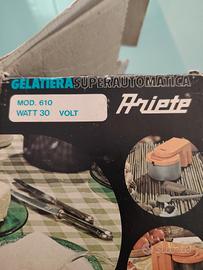 GELATIERA SUPERAUTOMATICA
MOD. 610
WATT 30 VOLT
Ariete